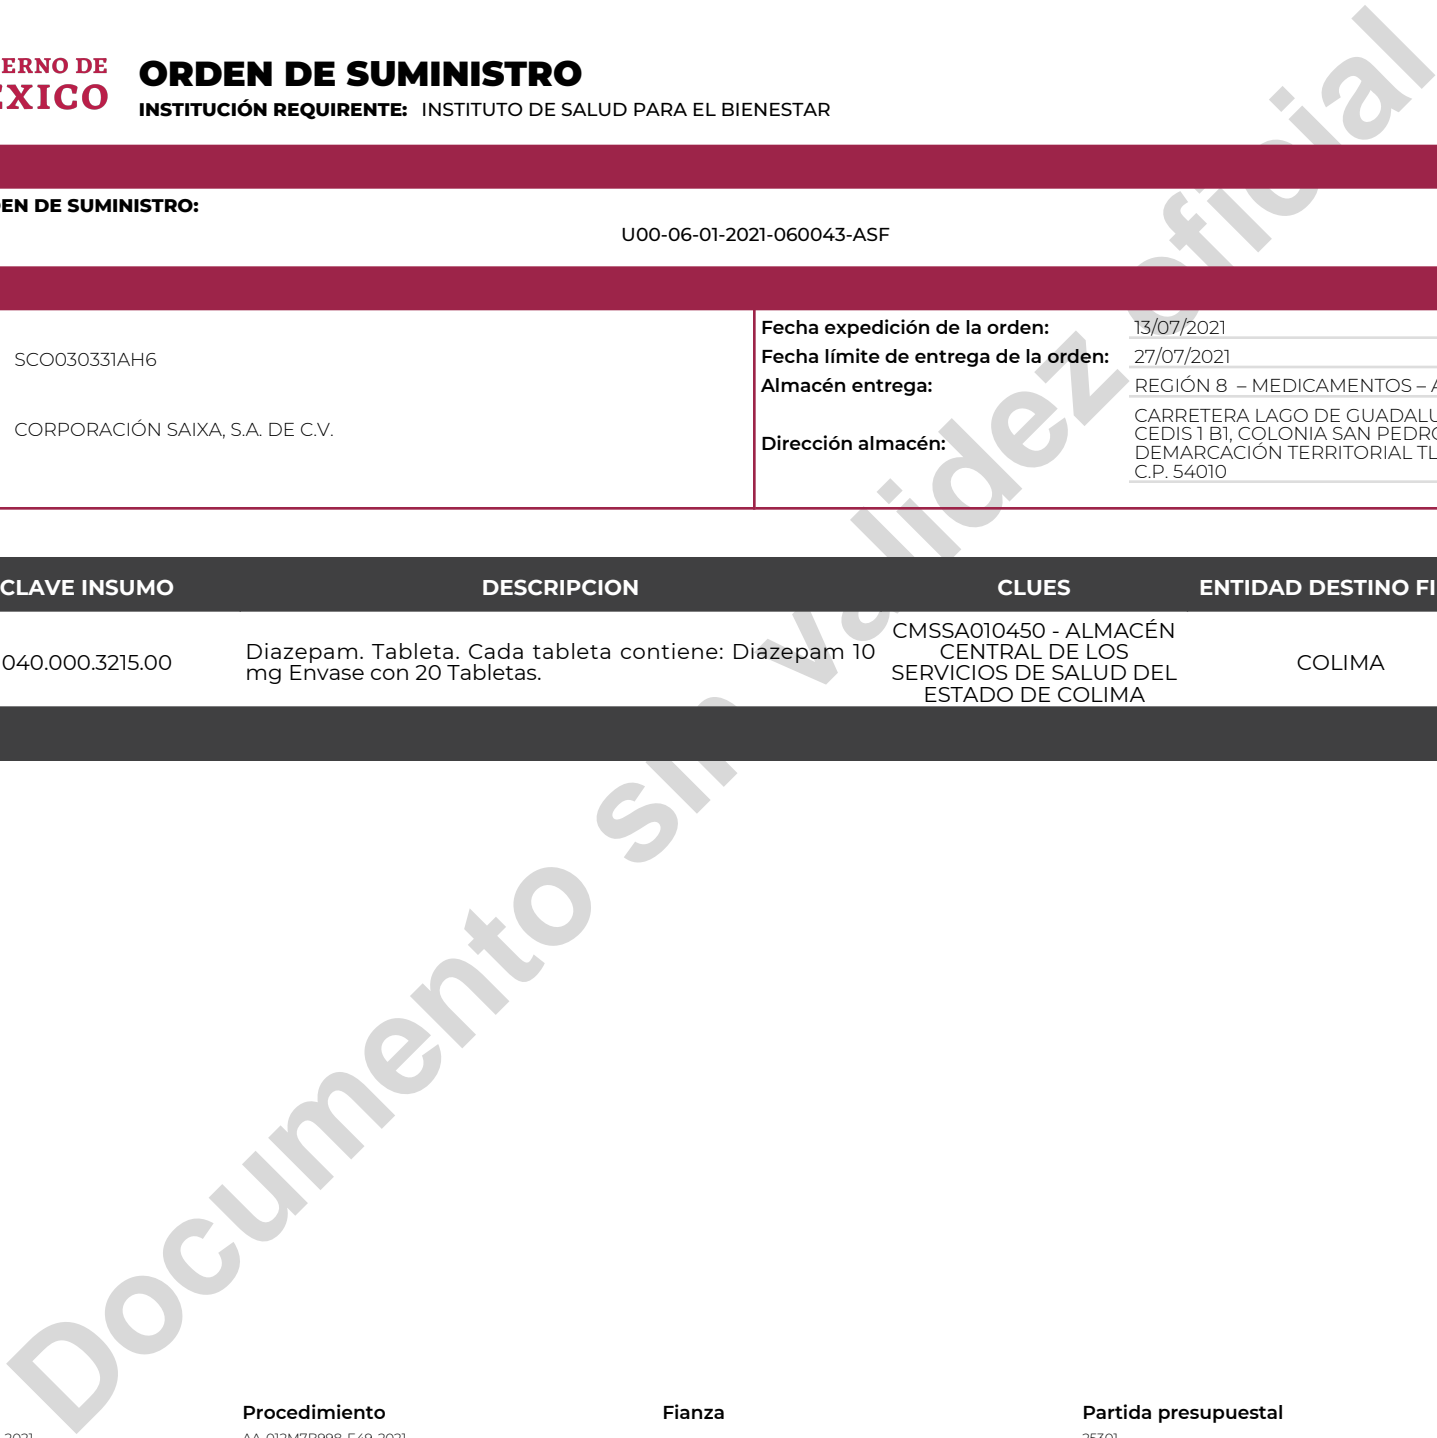 ORDEN DE SUMINISTRO
INSTITUCIÓN REQUIRENTE: INSTITUTO DE SALUD PARA EL BIENESTAR
ERNO DE
XICO
EN DE SUMINISTRO:
U00-06-01-2021-060043-ASF
SCO030331AH6
CORPORACIÓN SAIXA, S.A. DE C.V.
Fecha expedición de la orden: 13/07/2021
Fecha límite de entrega de la orden: 27/07/2021
Almacén entrega: REGIÓN 8 – MEDICAMENTOS – A
Dirección almacén:
CARRETERA LAGO DE GUADALU
CEDIS 1 B1, COLONIA SAN PEDRO
DEMARCACIÓN TERRITORIAL TL
C.P. 54010
CLAVE INSUMO DESCRIPCION CLUES ENTIDAD DESTINO FI
040.000.3215.00
Diazepam. Tableta. Cada tableta contiene: Diazepam 10
mg Envase con 20 Tabletas.
CMSSA010450 - ALMACÉN
CENTRAL DE LOS
SERVICIOS DE SALUD DEL
ESTADO DE COLIMA
COLIMA
Documento sin validez oficial
Procedimiento Fianza Partida presupuestal